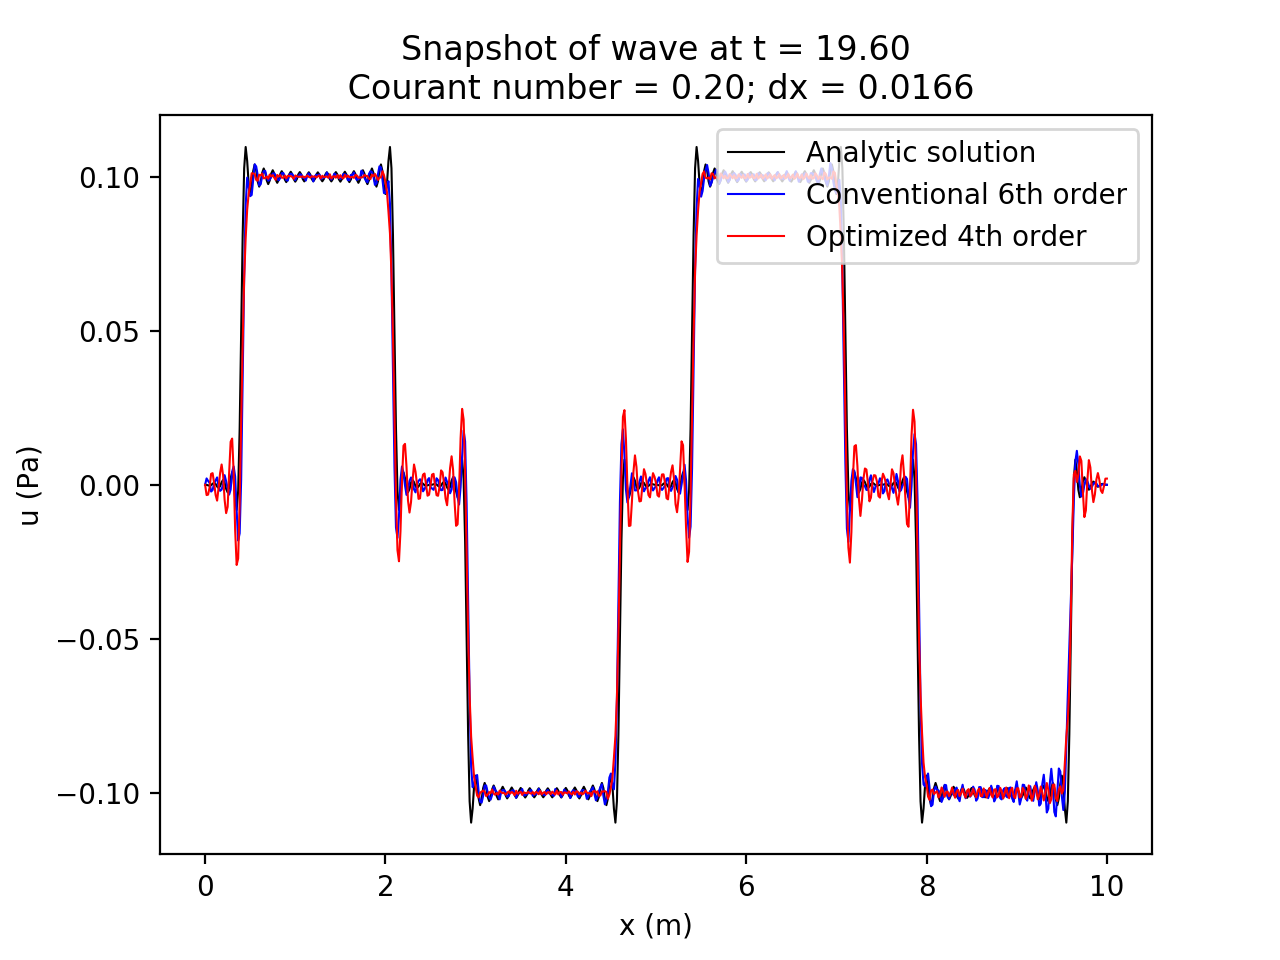 Snapshot of wave at t = 19.60
Courant number = 0.20; dx = 0.0166
Analytic solution
Conventional 6th order
Optimized 4th order
u (Pa)
0.10
0.05
0.00
−0.05
−0.10
0 2 4 6 8 10
x (m)